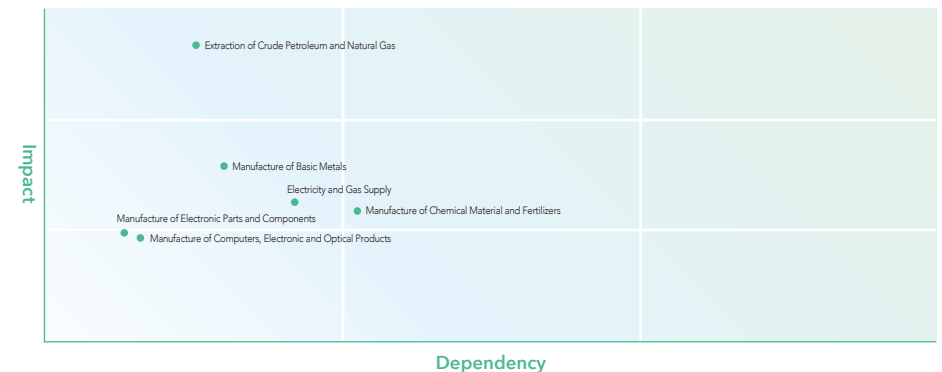 Impact
Extraction of Crude Petroleum and Natural Gas
Manufacture of Basic Metals
Electricity and Gas Supply
Manufacture of Chemical Material and Fertilizers
Manufacture of Electronic Parts and Components
Manufacture of Computers, Electronic and Optical Products
Dependency